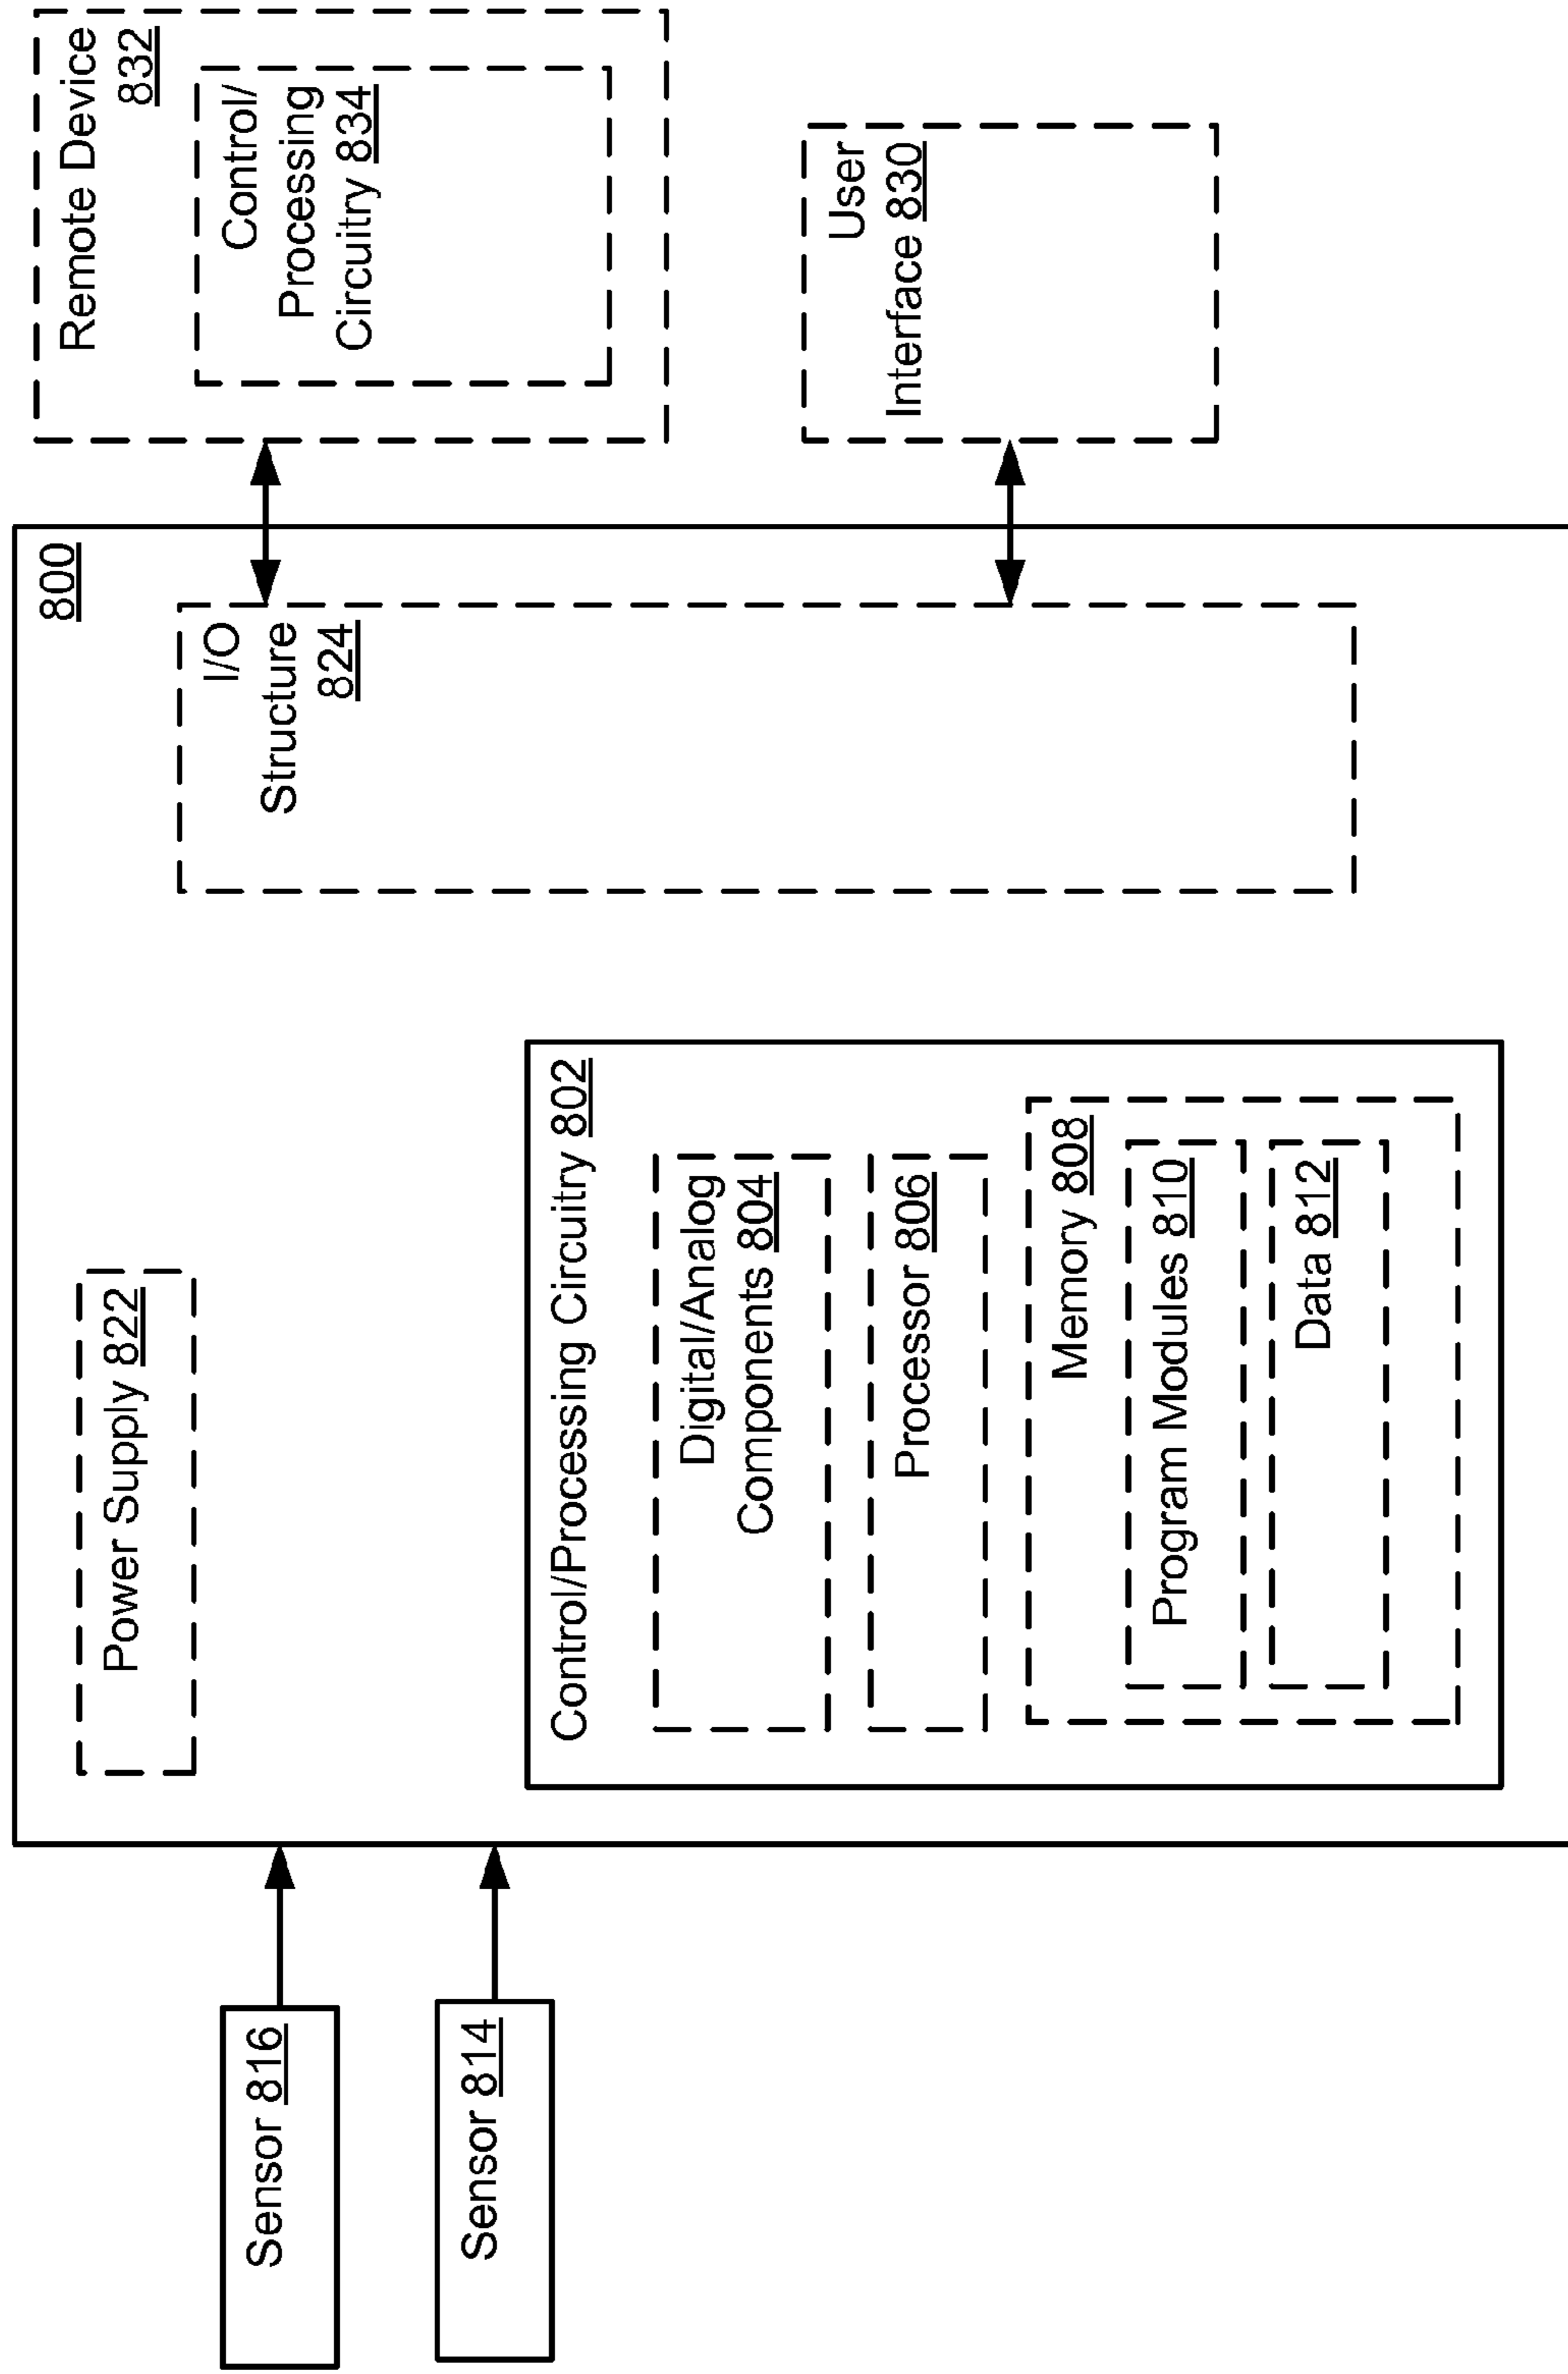 800
Sensor 816
Sensor 814
Power Supply 822
Control/Processing Circuitry 802
Digital/Analog
Components 804
Processor 806
Memory 808
Program Modules 810
Data 812
I/O
Structure
824
Remote Device
832
Control/
Processing
Circuitry 834
User
Interface 830